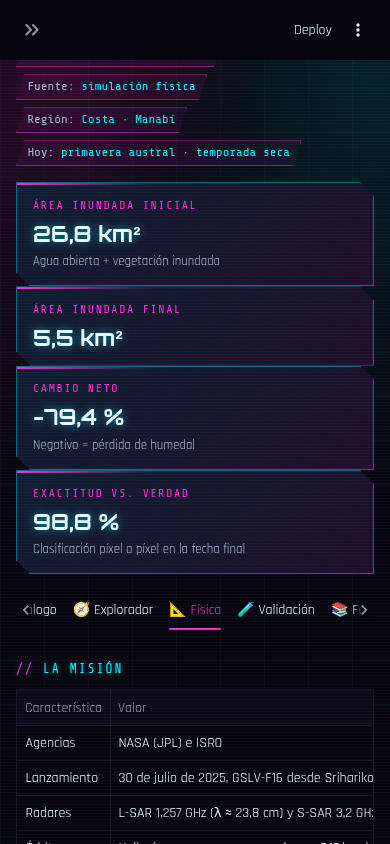 Deploy
Fuente: simulación física
Región: Costa · Manabí
Hoy: primavera austral · temporada seca
ÁREA INUNDADA INICIAL
26,8 km²
Agua abierta + vegetación inundada
ÁREA INUNDADA FINAL
5,5 km²
CAMBIO NETO
-79,4 %
Negativo = pérdida de humedal
EXACTITUD VS. VERDAD
98,8 %
Clasificación píxel a píxel en la fecha final
logo 🧭 Explorador 📐 Física 🧪 Validación 📚 F
// LA MISIÓN
Característica Valor
Agencias NASA (JPL) e ISRO
Lanzamiento 30 de julio de 2025, GSLV-F16 desde Srihariko
Radares L-SAR 1,257 GHz (λ ≈ 23,8 cm) y S-SAR 3,2 GHz